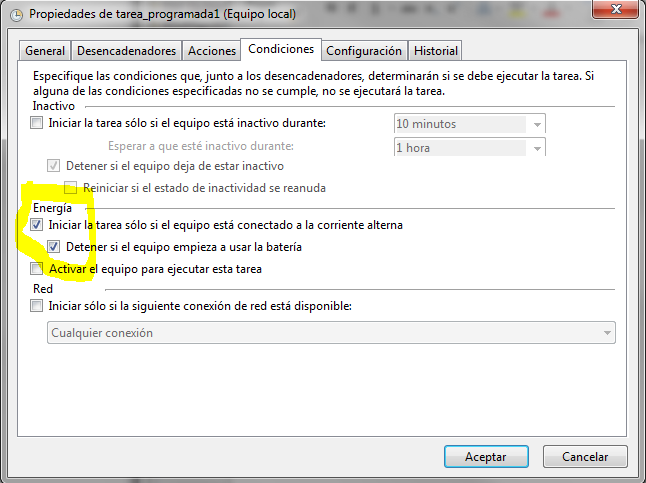 Propiedades de tarea_programada1 (Equipo local)
General Desencadenadores Acciones Condiciones Configuración Historial
Especifique las condiciones que, junto a los desencadenadores, determinarán si se debe ejecutar la tarea. Si
alguna de las condiciones especificadas no se cumple, no se ejecutará la tarea.
Inactivo
Iniciar la tarea sólo si el equipo está inactivo durante: 10 minutos
Esperar a que esté inactivo durante: 1 hora
Detener si el equipo deja de estar inactivo
Reiniciar si el estado de inactividad se reanuda
Energía
Iniciar la tarea sólo si el equipo está conectado a la corriente alterna
Detener si el equipo empieza a usar la batería
Activar el equipo para ejecutar esta tarea
Red
Iniciar sólo si la siguiente conexión de red está disponible:
Cualquier conexión
Aceptar Cancelar